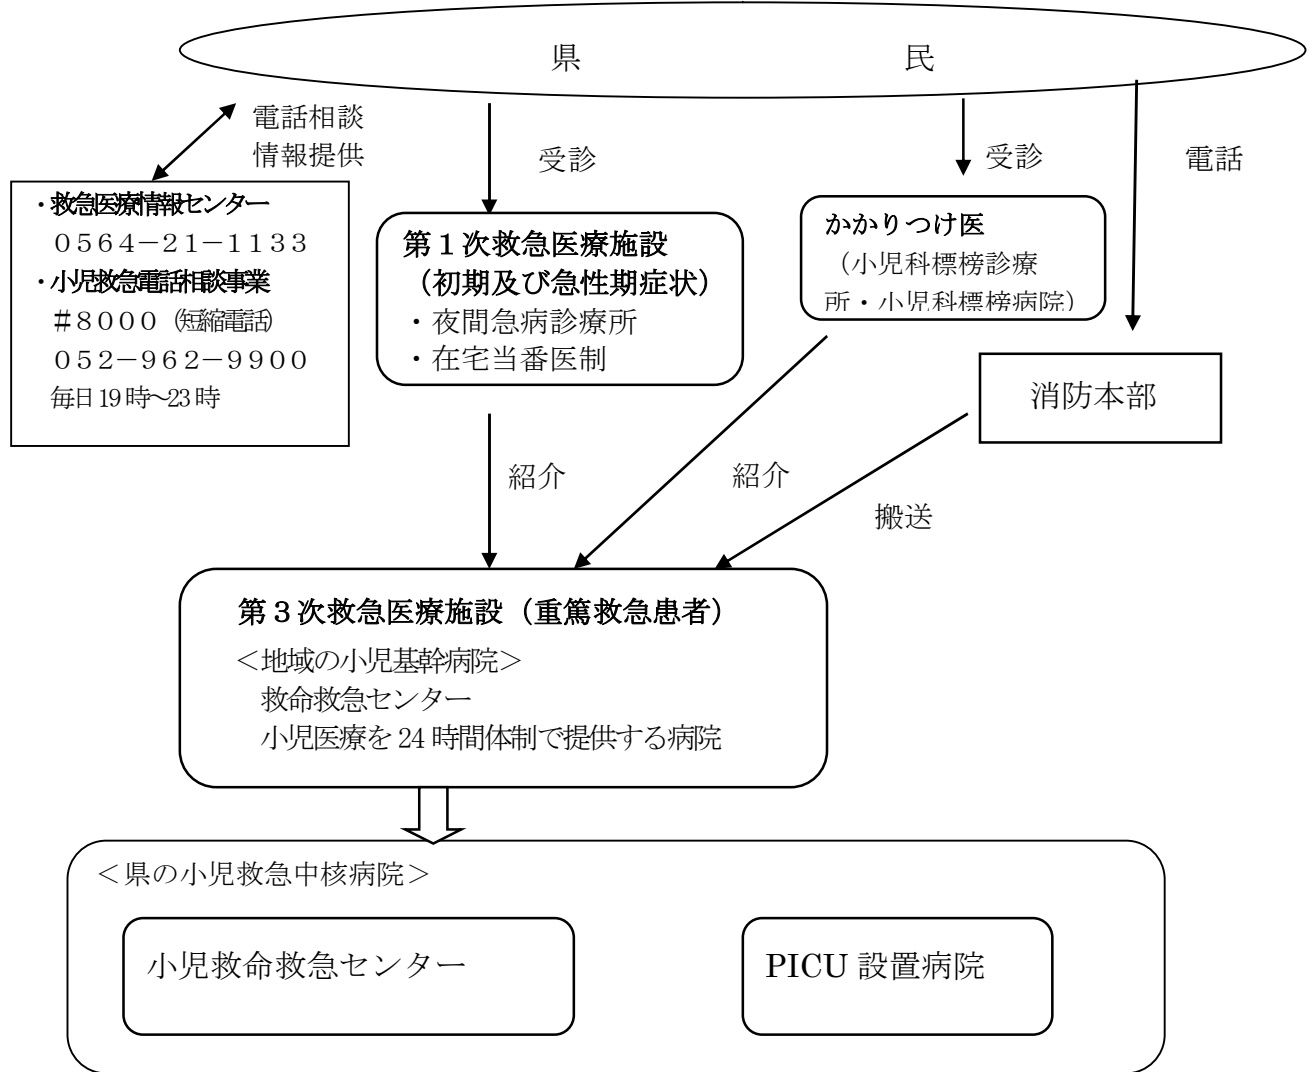 県 民
電話相談
情報提供
受診
受診
電話
・救急医療情報センター
０５６４－２１－１１３３
・小児救急電話相談事業
＃８０００（短縮電話）
０５２－９６２－９９００
毎日19時～23時
第１次救急医療施設
（初期及び急性期症状）
・夜間急病診療所
・在宅当番医制
かかりつけ医
（小児科標榜診療
所・小児科標榜病院）
消防本部
紹介
紹介
搬送
第３次救急医療施設（重篤救急患者）
＜地域の小児基幹病院＞
救命救急センター
小児医療を24時間体制で提供する病院
＜県の小児救急中核病院＞
小児救命救急センター
PICU設置病院